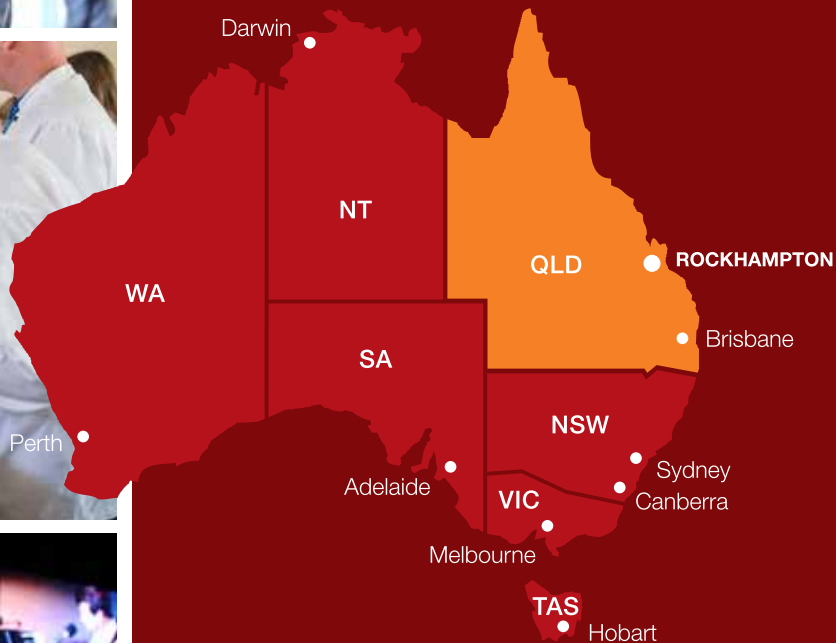 Darwin
NT
QLD
ROCKHAMPTON
WA
Brisbane
SA
NSW
Perth
Sydney
Adelaide
VIC
Canberra
Melbourne
TAS
Hobart